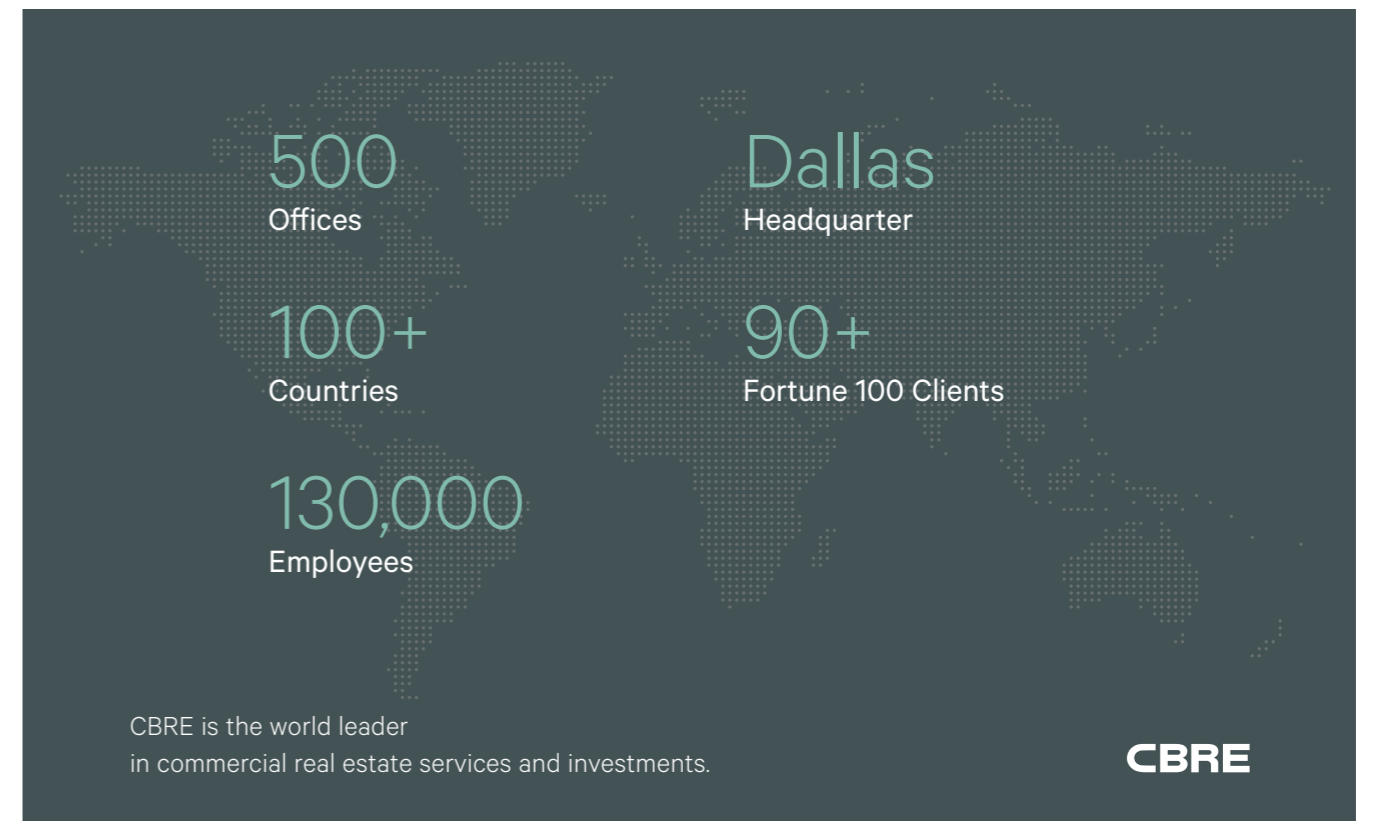 500
Offices
Dallas
Headquarter
100+
Countries
90+
Fortune 100 Clients
130,000
Employees
CBRE is the world leader
in commercial real estate services and investments.
CBRE